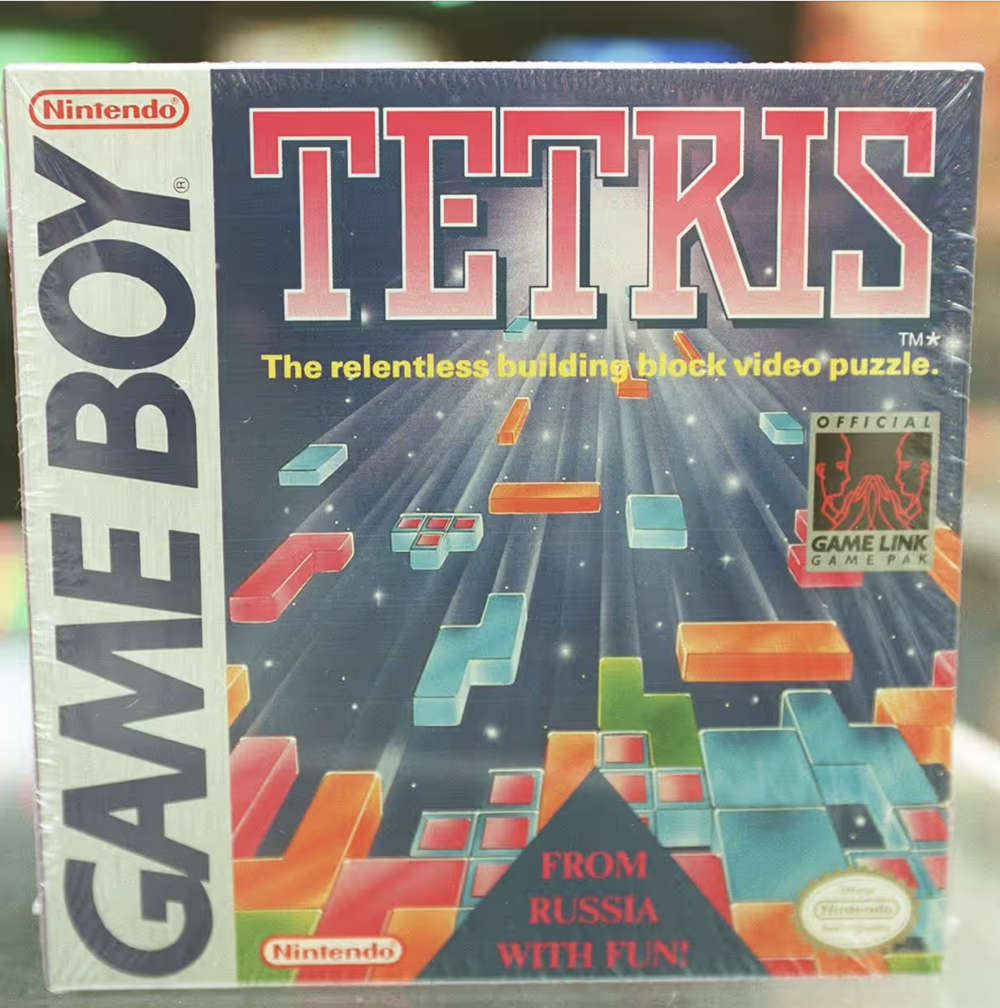 Nintendo®
GAME BOY®
TETRIS
TM*
The relentless building block video puzzle.
OFFICIAL
GAME LINK
GAME PAK
FROM
RUSSIA
WITH FUN!
Nintendo®
Nintendo